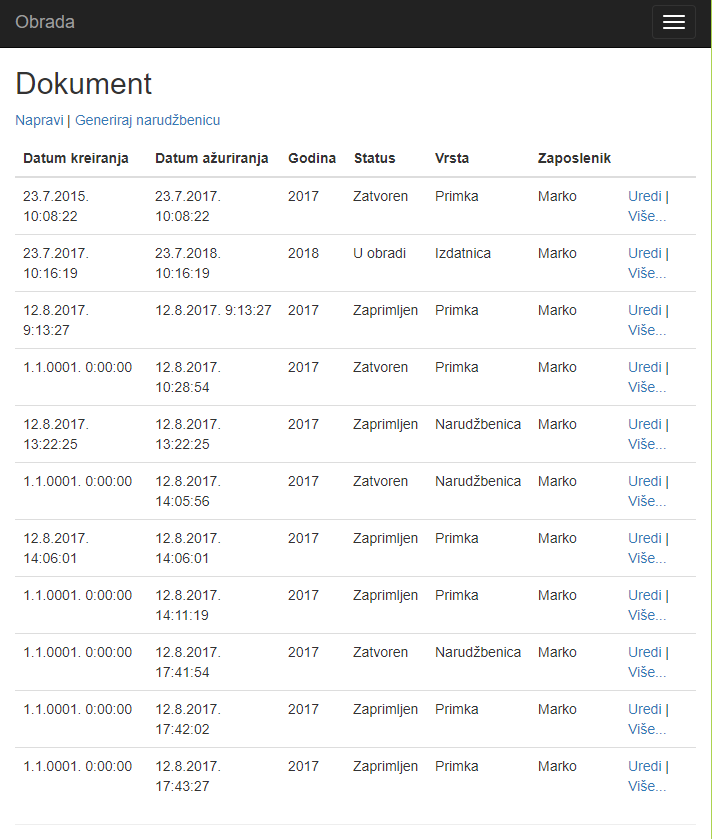 Obrada
Dokument
Napravi | Generiraj narudžbenicu
Datum kreiranja Datum ažuriranja Godina Status Vrsta Zaposlenik
23.7.2015. 23.7.2017. 2017 Zatvoren Primka Marko Uredi |
10:08:22 10:08:22 Više...
23.7.2017. 23.7.2018. 2018 U obradi Izdatnica Marko Uredi |
10:16:19 10:16:19 Više...
12.8.2017. 12.8.2017. 9:13:27 2017 Zaprimljen Primka Marko Uredi |
9:13:27 Više...
1.1.0001. 0:00:00 12.8.2017. 2017 Zatvoren Primka Marko Uredi |
10:28:54 Više...
12.8.2017. 12.8.2017. 2017 Zaprimljen Narudžbenica Marko Uredi |
13:22:25 13:22:25 Više...
1.1.0001. 0:00:00 12.8.2017. 2017 Zatvoren Narudžbenica Marko Uredi |
14:05:56 Više...
12.8.2017. 12.8.2017. 2017 Zaprimljen Primka Marko Uredi |
14:06:01 14:06:01 Više...
1.1.0001. 0:00:00 12.8.2017. 2017 Zaprimljen Primka Marko Uredi |
14:11:19 Više...
1.1.0001. 0:00:00 12.8.2017. 2017 Zatvoren Narudžbenica Marko Uredi |
17:41:54 Više...
1.1.0001. 0:00:00 12.8.2017. 2017 Zaprimljen Primka Marko Uredi |
17:42:02 Više...
1.1.0001. 0:00:00 12.8.2017. 2017 Zaprimljen Primka Marko Uredi |
17:43:27 Više...